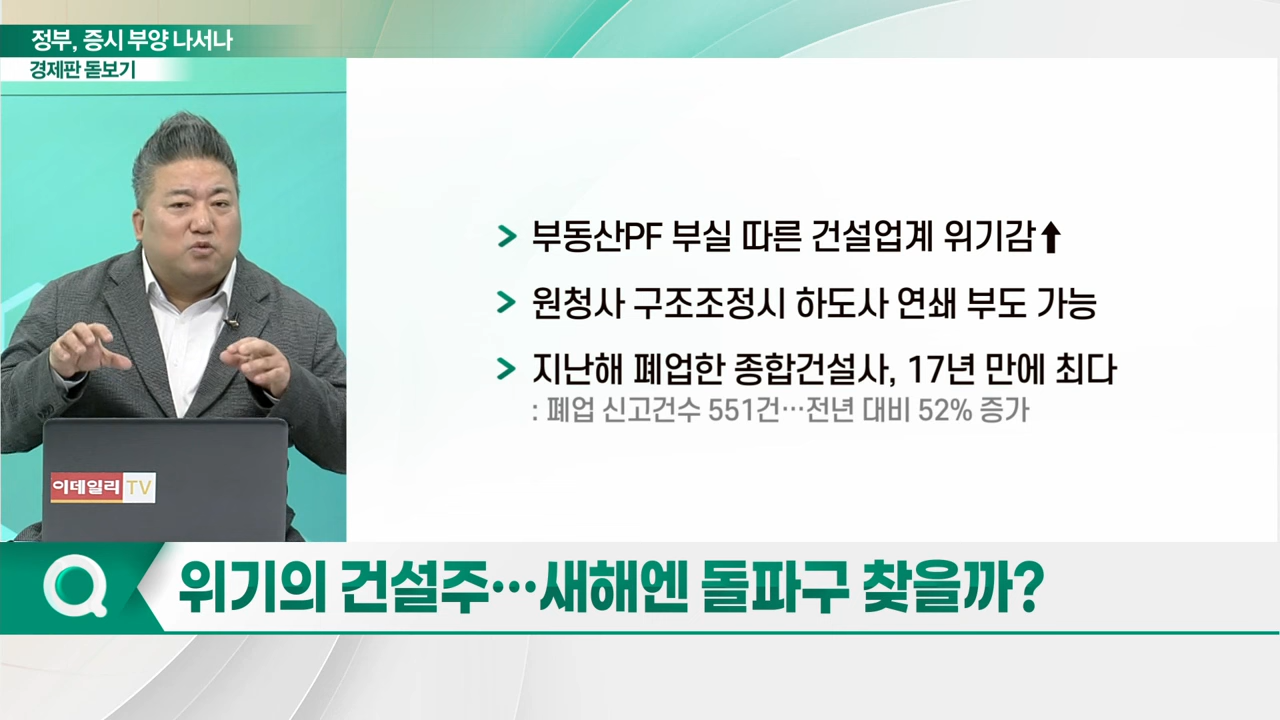 정부, 증시 부양 나서나
경제판 돋보기
> 부동산PF 부실 따른 건설업계 위기감⬆
> 원청사 구조조정시 하도사 연쇄 부도 가능
> 지난해 폐업한 종합건설사, 17년 만에 최다
: 폐업 신고건수 551건…전년 대비 52% 증가
이데일리 TV
Q 위기의 건설주…새해엔 돌파구 찾을까?